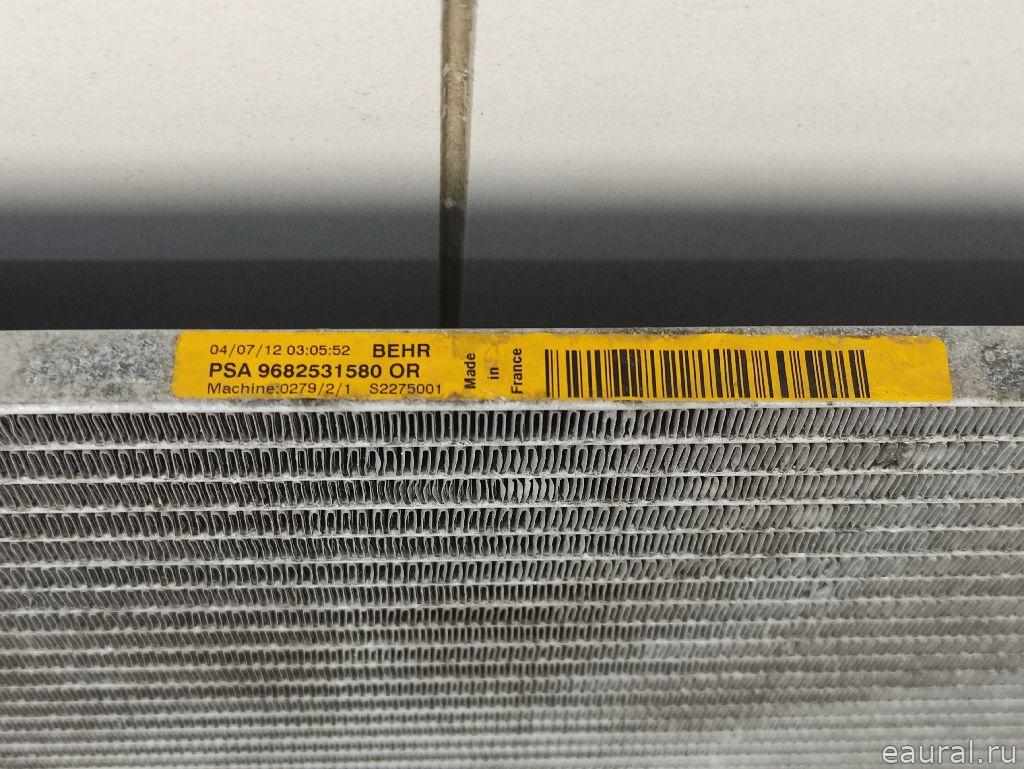 04/07/12 03:05:52 BEHR
PSA 9682531580 OR
Machine:0279/2/1 S2275001
Made
in
France
eaural.ru